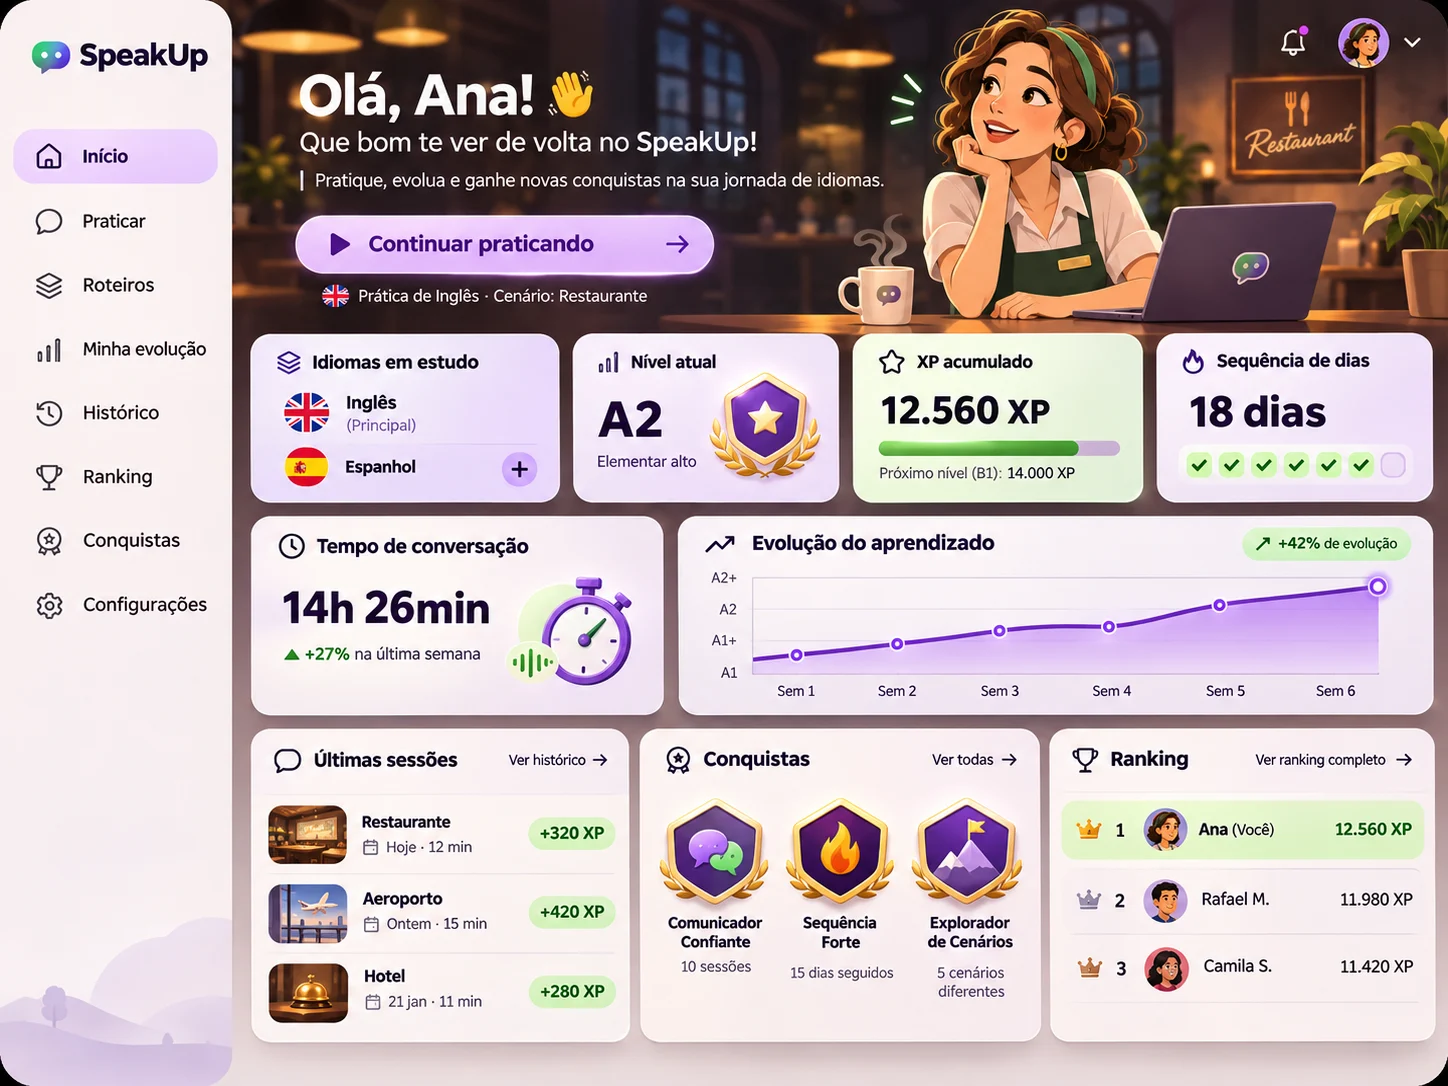 SpeakUp
Início
Praticar
Roteiros
Minha evolução
Histórico
Ranking
Conquistas
Configurações
Olá, Ana!
Que bom te ver de volta no SpeakUp!
Pratique, evolua e ganhe novas conquistas na sua jornada de idiomas.
Continuar praticando
Prática de Inglês · Cenário: Restaurante
Restaurant
Idiomas em estudo
Inglês
(Principal)
Espanhol
Nível atual
A2
Elementar alto
XP acumulado
12.560 XP
Próximo nível (B1): 14.000 XP
Sequência de dias
18 dias
Tempo de conversação
14h 26min
+27% na última semana
Evolução do aprendizado
+42% de evolução
A2+
A2
A1+
A1
Sem 1 Sem 2 Sem 3 Sem 4 Sem 5 Sem 6
Últimas sessões
Ver histórico
Restaurante
Hoje · 12 min
+320 XP
Aeroporto
Ontem · 15 min
+420 XP
Hotel
21 jan · 11 min
+280 XP
Conquistas
Ver todas
Comunicador
Confiante
10 sessões
Sequência
Forte
15 dias seguidos
Explorador
de Cenários
5 cenários
diferentes
Ranking
Ver ranking completo
1 Ana (Você) 12.560 XP
2 Rafael M. 11.980 XP
3 Camila S. 11.420 XP